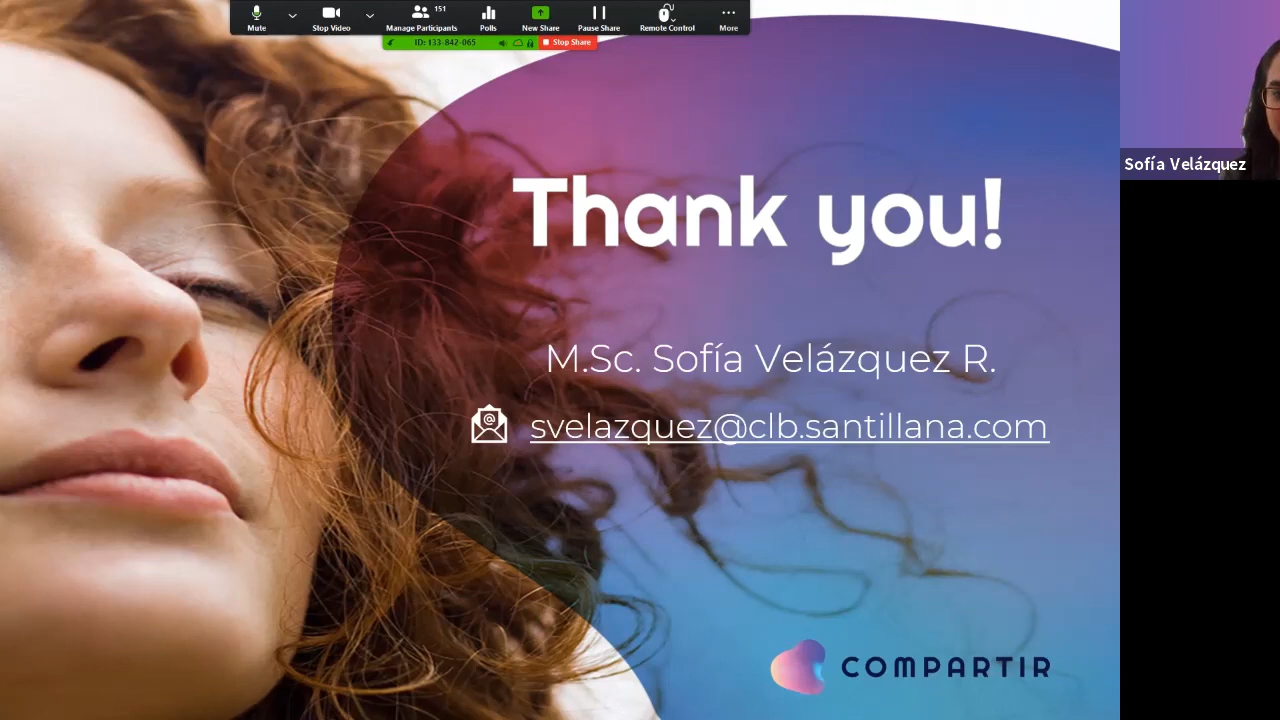 151
Mute
Stop Video
Manage Participants
Polls
New Share
Pause Share
Remote Control
More
ID: 133-842-065
Stop Share
Thank you!
Sofía Velázquez
M.Sc. Sofía Velázquez R.
@
svelazquez@clb.santillana.com
COMPARTIR